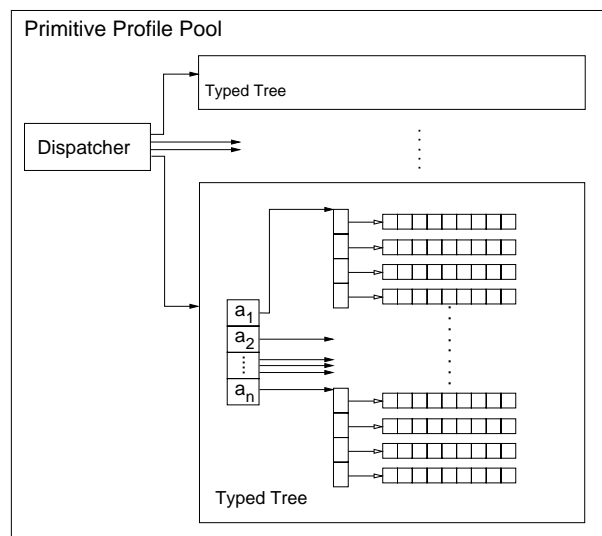 Primitive Profile Pool
Typed Tree
Dispatcher
a1
a2
an
Typed Tree